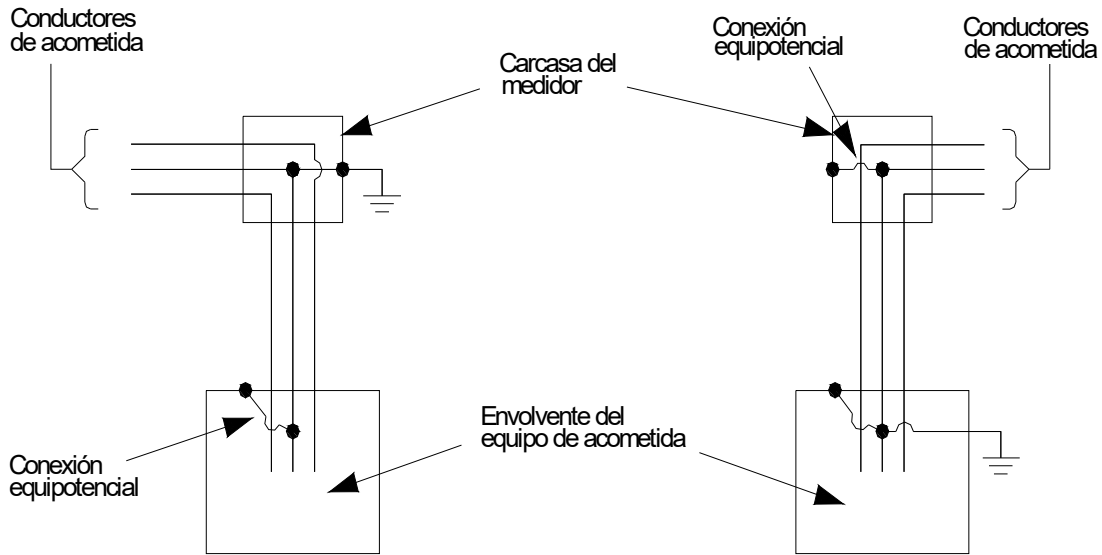 Conductores
de acometida
Carcasa del
medidor
Conexión
equipotencial
Conductores
de acometida
Conexión
equipotencial
Envolvente del
equipo de acometida